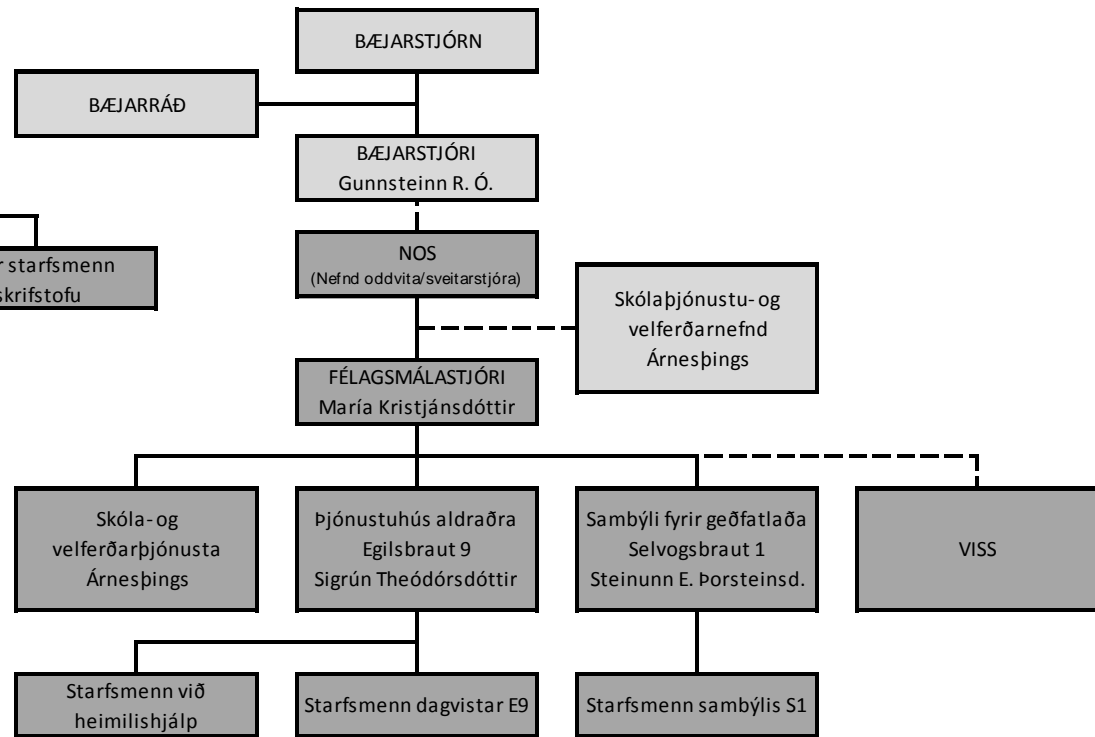 BÆJARSTJÓRN
BÆJARRÁÐ
BÆJARSTJÓRI
Gunnsteinn R. Ó.
NOS
(Nefnd oddvita/sveitarstjóra)
starfsmenn
skrifstofu
Skólaþjónustu- og
velferðarnefnd
Árnesþings
FÉLAGSMÁLASTJÓRI
María Kristjánsdóttir
Skóla- og
velferðarþjónusta
Árnesþings
Þjónustuhús aldraðra
Egilsbraut 9
Sigrún Theódórsdóttir
Sambýli fyrir geðfatlaða
Selvogsbraut 1
Steinunn E. Þorsteinsd.
VISS
Starfsmenn við
heimilishjálp
Starfsmenn dagvistar E9
Starfsmenn sambýlis S1